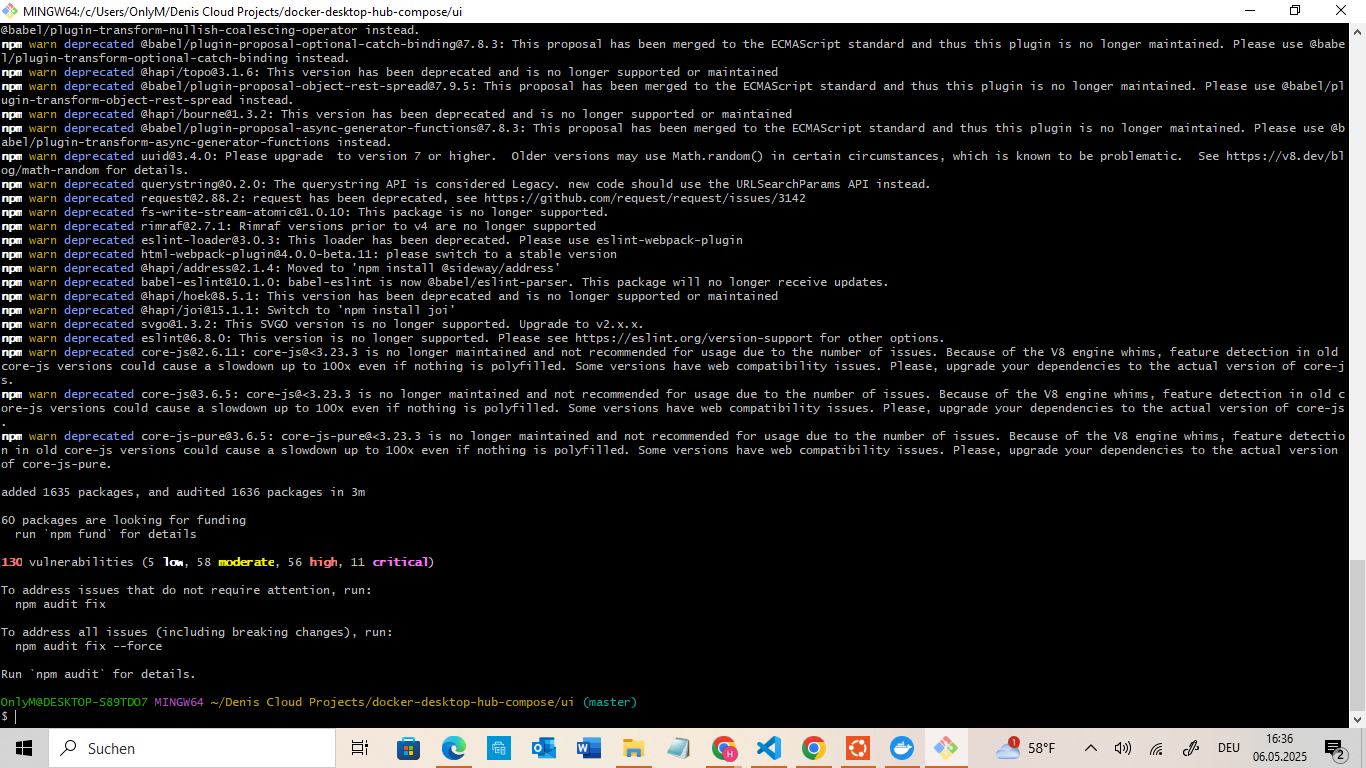 MINGW64:/c/Users/OnlyM/Denis Cloud Projects/docker-desktop-hub-compose/ui
@babel/plugin-transform-nullish-coalescing-operator instead.
npm warn deprecated @babel/plugin-proposal-optional-catch-binding@7.8.3: This proposal has been merged to the ECMAScript standard and thus this plugin is no longer maintained. Please use @babe
l/plugin-transform-optional-catch-binding instead.
npm warn deprecated @hapi/topo@3.1.6: This version has been deprecated and is no longer supported or maintained
npm warn deprecated @babel/plugin-proposal-object-rest-spread@7.9.5: This proposal has been merged to the ECMAScript standard and thus this plugin is no longer maintained. Please use @babel/pl
ugin-transform-object-rest-spread instead.
npm warn deprecated @hapi/bourne@1.3.2: This version has been deprecated and is no longer supported or maintained
npm warn deprecated @babel/plugin-proposal-async-generator-functions@7.8.3: This proposal has been merged to the ECMAScript standard and thus this plugin is no longer maintained. Please use @b
abel/plugin-transform-async-generator-functions instead.
npm warn deprecated uuid@3.4.0: Please upgrade  to version 7 or higher.  Older versions may use Math.random() in certain circumstances, which is known to be problematic.  See https://v8.dev/bl
og/math-random for details.
npm warn deprecated querystring@0.2.0: The querystring API is considered Legacy. new code should use the URLSearchParams API instead.
npm warn deprecated request@2.88.2: request has been deprecated, see https://github.com/request/request/issues/3142
npm warn deprecated fs-write-stream-atomic@1.0.10: This package is no longer supported.
npm warn deprecated rimraf@2.7.1: Rimraf versions prior to v4 are no longer supported
npm warn deprecated eslint-loader@3.0.3: This loader has been deprecated. Please use eslint-webpack-plugin
npm warn deprecated html-webpack-plugin@4.0.0-beta.11: please switch to a stable version
npm warn deprecated @hapi/address@2.1.4: Moved to 'npm install @sideway/address'
npm warn deprecated babel-eslint@10.1.0: babel-eslint is now @babel/eslint-parser. This package will no longer receive updates.
npm warn deprecated @hapi/hoek@8.5.1: This version has been deprecated and is no longer supported or maintained
npm warn deprecated @hapi/joi@15.1.1: Switch to 'npm install joi'
npm warn deprecated svgo@1.3.2: This SVGO version is no longer supported. Upgrade to v2.x.x.
npm warn deprecated eslint@6.8.0: This version is no longer supported. Please see https://eslint.org/version-support for other options.
npm warn deprecated core-js@2.6.11: core-js@<3.23.3 is no longer maintained and not recommended for usage due to the number of issues. Because of the V8 engine whims, feature detection in old
core-js versions could cause a slowdown up to 100x even if nothing is polyfilled. Some versions have web compatibility issues. Please, upgrade your dependencies to the actual version of core-j
s.
npm warn deprecated core-js@3.6.5: core-js@<3.23.3 is no longer maintained and not recommended for usage due to the number of issues. Because of the V8 engine whims, feature detection in old c
ore-js versions could cause a slowdown up to 100x even if nothing is polyfilled. Some versions have web compatibility issues. Please, upgrade your dependencies to the actual version of core-js
.
npm warn deprecated core-js-pure@3.6.5: core-js-pure@<3.23.3 is no longer maintained and not recommended for usage due to the number of issues. Because of the V8 engine whims, feature detectio
n in old core-js versions could cause a slowdown up to 100x even if nothing is polyfilled. Some versions have web compatibility issues. Please, upgrade your dependencies to the actual version
of core-js-pure.
added 1635 packages, and audited 1636 packages in 3m
60 packages are looking for funding
  run `npm fund` for details
130 vulnerabilities (5 low, 58 moderate, 56 high, 11 critical)
To address issues that do not require attention, run:
  npm audit fix
To address all issues (including breaking changes), run:
  npm audit fix --force
Run `npm audit` for details.
OnlyM@DESKTOP-S89TDO7 MINGW64 ~/Denis Cloud Projects/docker-desktop-hub-compose/ui (master)
$
Suchen
H
1
58°F
DEU
16:36
06.05.2025
2